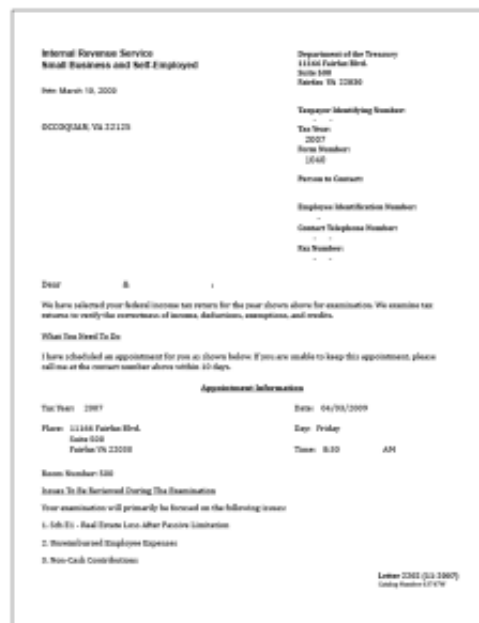 Internal Revenue Service
Small Business and Self-Employed
Department of the Treasury
11166 Fairfax Blvd.
Suite 500
Fairfax VA 22030
Date: March 19,
OCCOQUAN, VA 22125
Taxpayer Identifying Number:
Tax Year:
2007
Form Number:
1040
Person to Contact:
Employee Identification Number:
Contact Telephone Number:
Fax Number:
Dear & :
We have selected your federal income tax return for the year shown above for examination. We examine tax
returns to verify the correctness of income, deductions, exemptions, and credits.
What You Need To Do
I have scheduled an appointment for you as shown below. If you are unable to keep this appointment, please
call me at the contact number above within 10 days.
Appointment Information
Tax Year: 2007
Date: 04/03/2009
Place: 11166 Fairfax Blvd.
Suite 500
Fairfax VA 22030
Day: Friday
Time: 8:30 AM
Room Number: 500
Issues To Be Reviewed During The Examination
Your examination will primarily be focused on the following issues:
1. Sch E1 - Real Estate Loss After Passive Limitation
2. Unreimbursed Employee Expenses
3. Non-Cash Contributions
Letter 2202 (11-2007)
Catalog Number